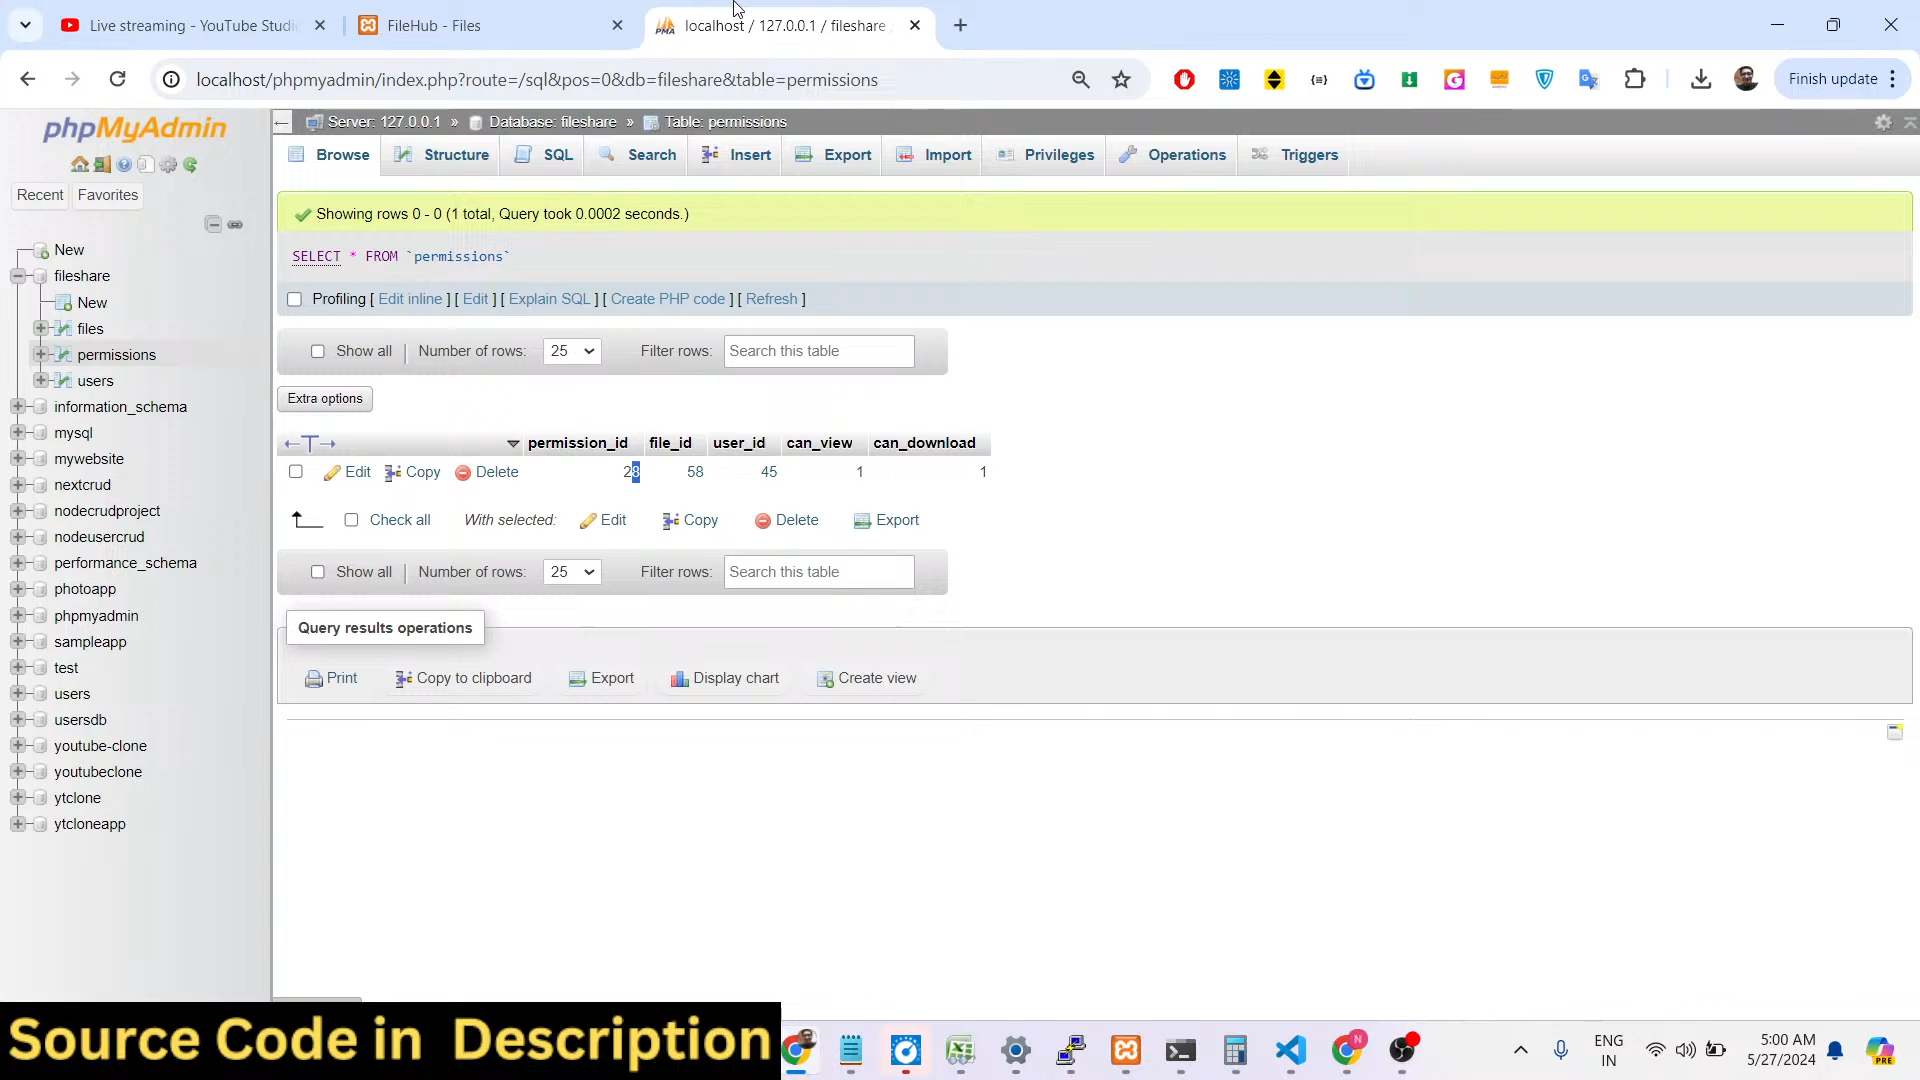 Live streaming - YouTube Studi
FileHub - Files
localhost / 127.0.0.1 / fileshare
localhost/phpmyadmin/index.php?route=/sql&pos=0&db=fileshare&table=permissions
Finish update
phpMyAdmin
Recent
Favorites
New
fileshare
New
files
permissions
users
information_schema
mysql
mywebsite
nextcrud
nodecrudproject
nodeusercrud
performance_schema
photoapp
phpmyadmin
sampleapp
test
users
usersdb
youtube-clone
youtubeclone
ytclone
ytcloneapp
Server: 127.0.0.1 » Database: fileshare » Table: permissions
Browse Structure SQL Search Insert Export Import Privileges Operations Triggers
Showing rows 0 - 0 (1 total, Query took 0.0002 seconds.)
SELECT * FROM `permissions`
Profiling [ Edit inline ] [ Edit ] [ Explain SQL ] [ Create PHP code ] [ Refresh ]
Show all Number of rows: 25 Filter rows: Search this table
Extra options
permission_id file_id user_id can_view can_download
Edit Copy Delete 28 58 45 1 1
Check all With selected: Edit Copy Delete Export
Show all Number of rows: 25 Filter rows: Search this table
Query results operations
Print Copy to clipboard Export Display chart Create view
Source Code in Description
ENG
IN
5:00 AM
5/27/2024